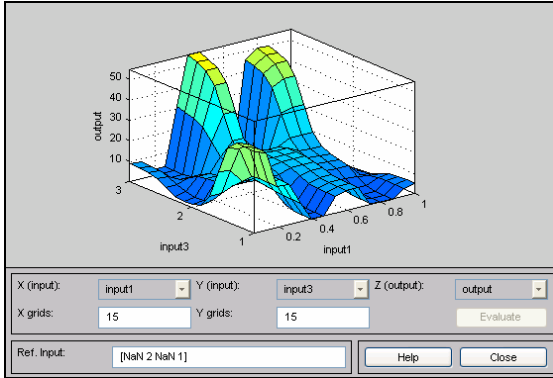 50
40
30
20
10
output
3
2
1
input3
0.2
0.4
0.6
0.8
1
input1
X (input): input1 Y (input): input3 Z (output): output
X grids: 15 Y grids: 15 Evaluate
Ref. Input: [NaN 2 NaN 1] Help Close